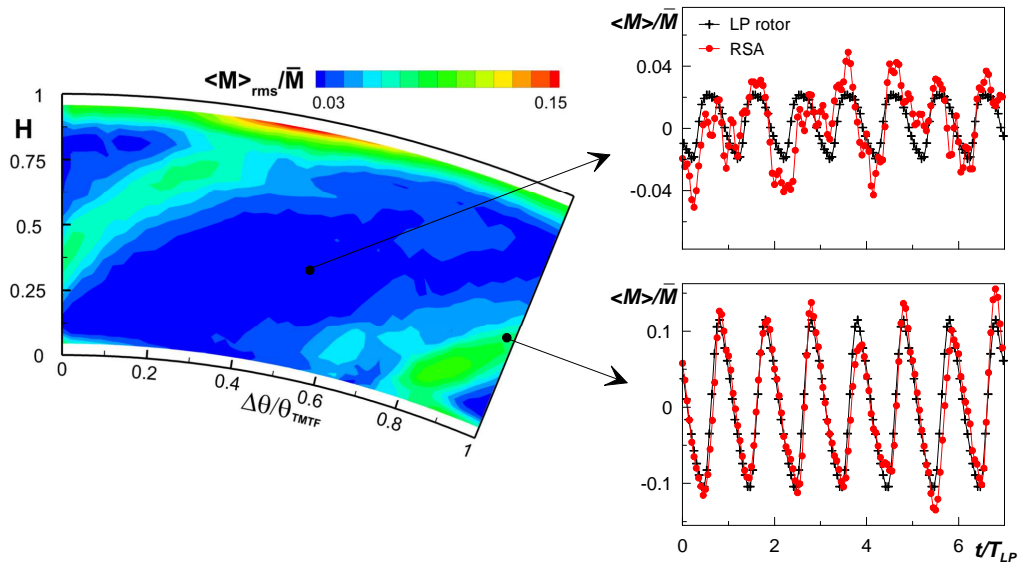 <M>rms/M̄
0.03 0.15
H
1
0.75
0.5
0.25
0
0 0.2 0.4 0.6 0.8 1
Δθ/θTMTF
<M>/M̄
LP rotor
RSA
0.04
0
-0.04
<M>/M̄
0.1
0
-0.1
0 2 4 6 t/TLP